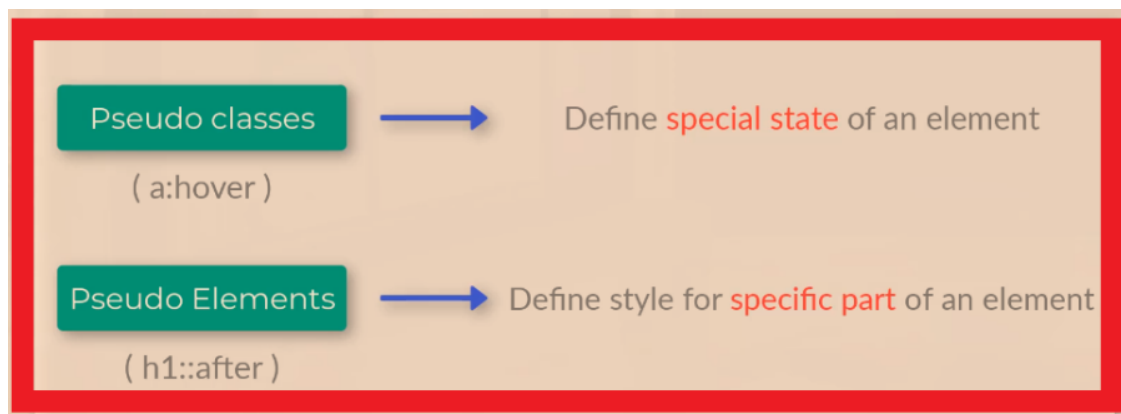 Pseudo classes
Define special state of an element
( a:hover )
Pseudo Elements
Define style for specific part of an element
( h1::after )